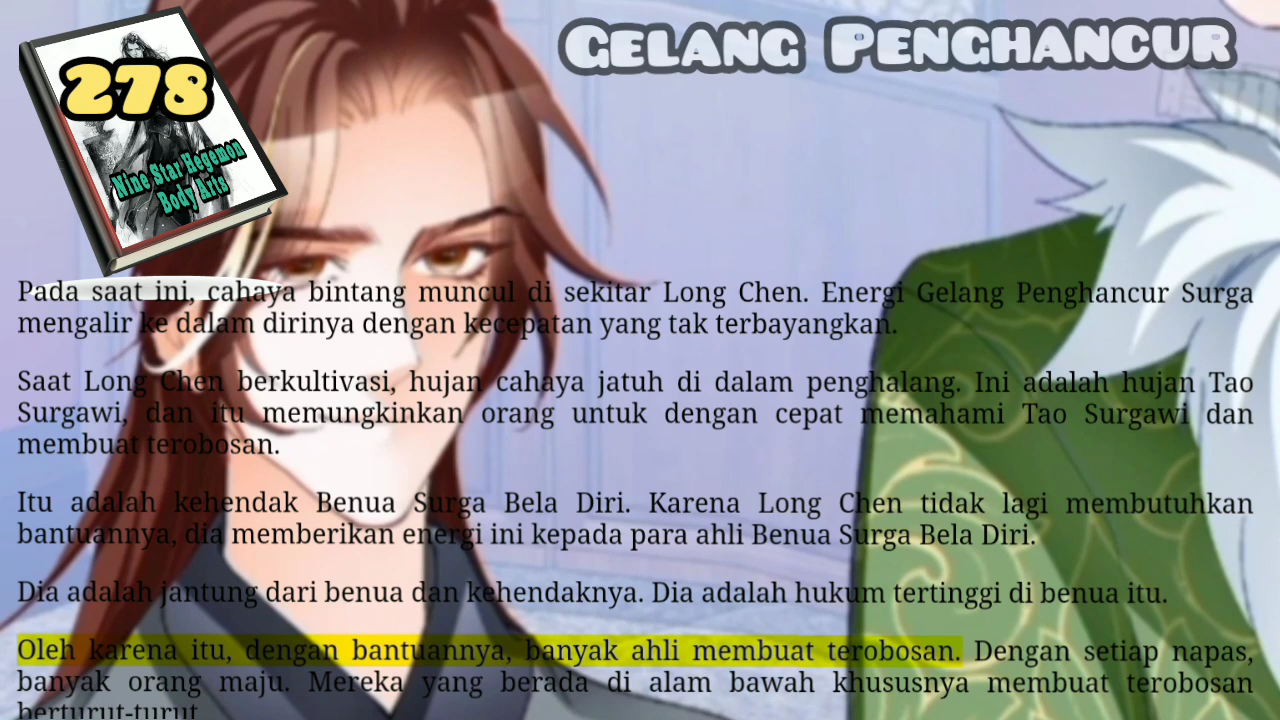 Gelang Penghancur
278
Nine Star Hegemon
Body Arts
Pada saat ini, cahaya bintang muncul di sekitar Long Chen. Energi Gelang Penghancur Surga
mengalir ke dalam dirinya dengan kecepatan yang tak terbayangkan.
Saat Long Chen berkultivasi, hujan cahaya jatuh di dalam penghalang. Ini adalah hujan Tao
Surgawi, dan itu memungkinkan orang untuk dengan cepat memahami Tao Surgawi dan
membuat terobosan.
Itu adalah kehendak Benua Surga Bela Diri. Karena Long Chen tidak lagi membutuhkan
bantuannya, dia memberikan energi ini kepada para ahli Benua Surga Bela Diri.
Dia adalah jantung dari benua dan kehendaknya. Dia adalah hukum tertinggi di benua itu.
Oleh karena itu, dengan bantuannya, banyak ahli membuat terobosan. Dengan setiap napas,
banyak orang maju. Mereka yang berada di alam bawah khususnya membuat terobosan
berturut-turut